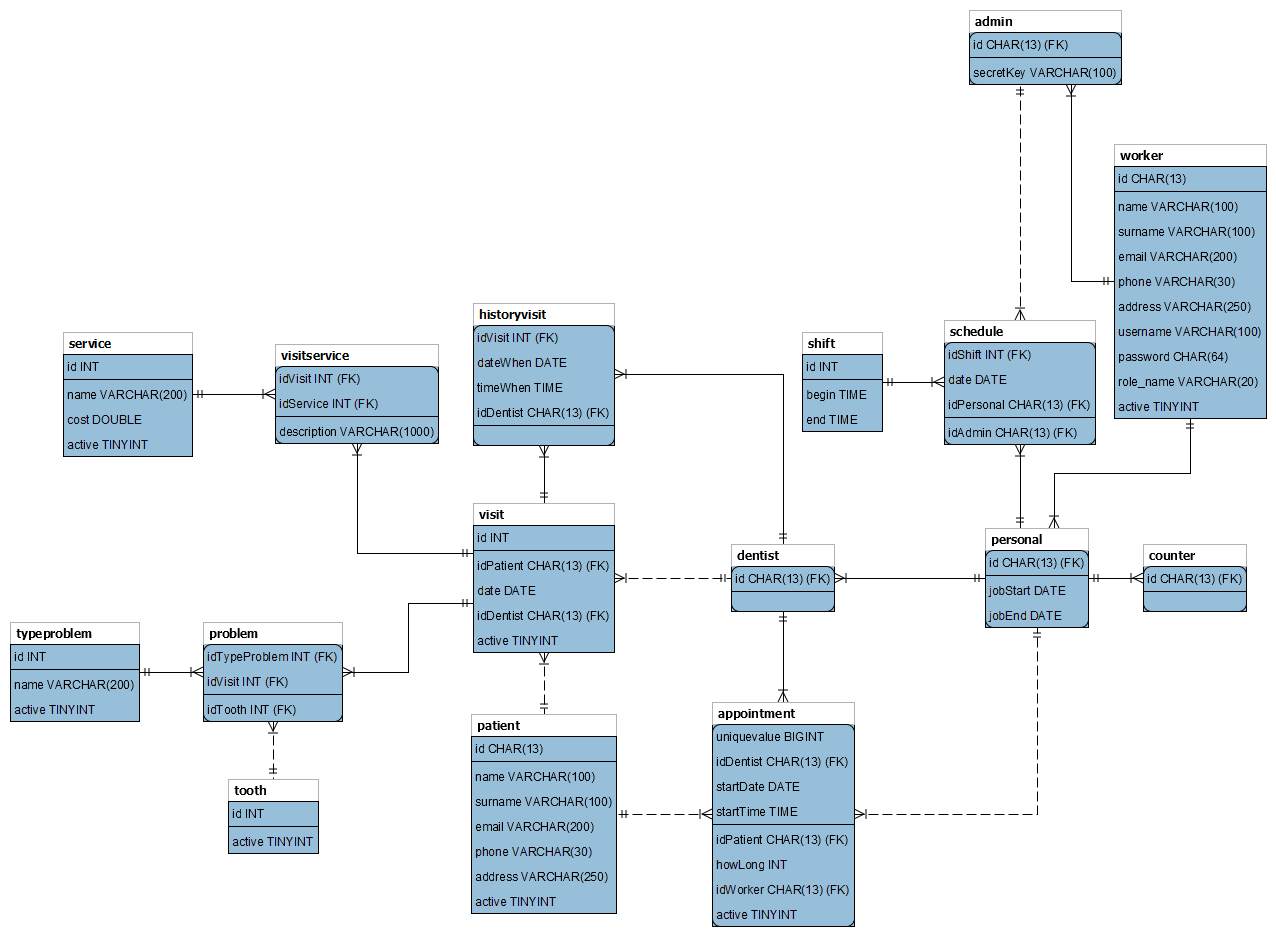 admin
id CHAR(13) (FK)
secretKey VARCHAR(100)
worker
id CHAR(13)
name VARCHAR(100)
surname VARCHAR(100)
email VARCHAR(200)
phone VARCHAR(30)
address VARCHAR(250)
username VARCHAR(100)
password CHAR(64)
role_name VARCHAR(20)
active TINYINT
historyvisit
idVisit INT (FK)
dateWhen DATE
timeWhen TIME
idDentist CHAR(13) (FK)
schedule
idShift INT (FK)
date DATE
idPersonal CHAR(13) (FK)
idAdmin CHAR(13) (FK)
shift
id INT
begin TIME
end TIME
service
id INT
name VARCHAR(200)
cost DOUBLE
active TINYINT
visitservice
idVisit INT (FK)
idService INT (FK)
description VARCHAR(1000)
visit
id INT
idPatient CHAR(13) (FK)
date DATE
idDentist CHAR(13) (FK)
active TINYINT
dentist
id CHAR(13) (FK)
personal
id CHAR(13) (FK)
jobStart DATE
jobEnd DATE
counter
id CHAR(13) (FK)
typeproblem
id INT
name VARCHAR(200)
active TINYINT
problem
idTypeProblem INT (FK)
idVisit INT (FK)
idTooth INT (FK)
tooth
id INT
active TINYINT
patient
id CHAR(13)
name VARCHAR(100)
surname VARCHAR(100)
email VARCHAR(200)
phone VARCHAR(30)
address VARCHAR(250)
active TINYINT
appointment
uniquevalue BIGINT
idDentist CHAR(13) (FK)
startDate DATE
startTime TIME
idPatient CHAR(13) (FK)
howLong INT
idWorker CHAR(13) (FK)
active TINYINT